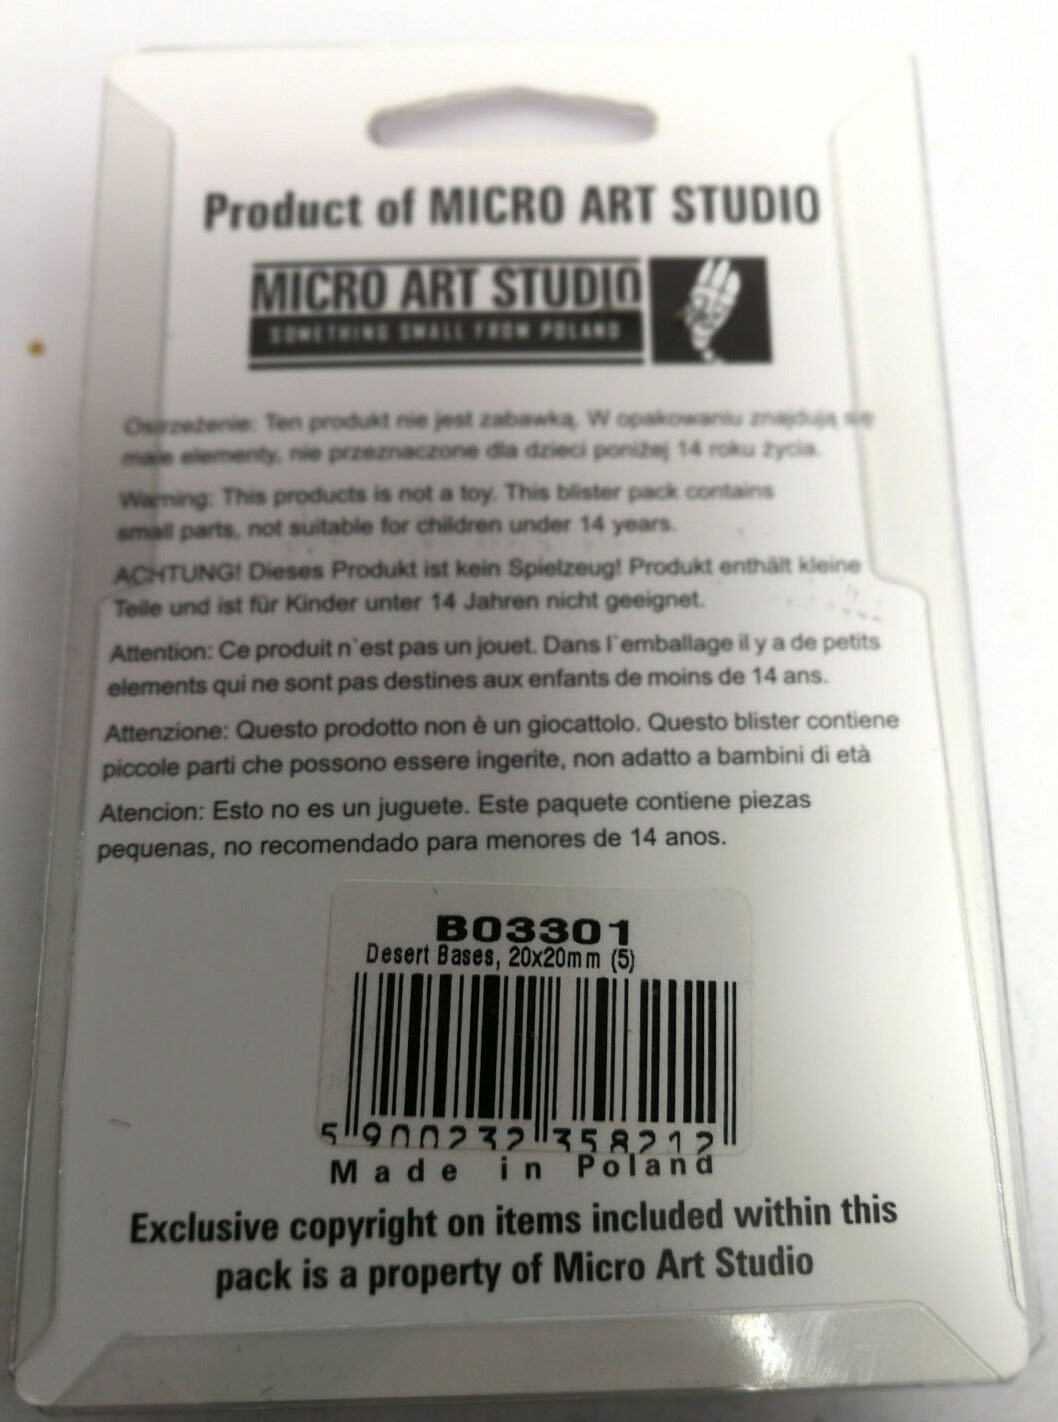 Product of MICRO ART STUDIO
MICRO ART STUDIO
SOMETHING SMALL FROM POLAND
Ostrzeżenie: Ten produkt nie jest zabawką. W opakowaniu znajdują się
małe elementy, nie przeznaczone dla dzieci poniżej 14 roku życia.
Warning: This products is not a toy. This blister pack contains
small parts, not suitable for children under 14 years.
ACHTUNG! Dieses Produkt ist kein Spielzeug! Produkt enthält kleine
Teile und ist für Kinder unter 14 Jahren nicht geeignet.
Attention: Ce produit n`est pas un jouet. Dans l`emballage il y a de petits
elements qui ne sont pas destines aux enfants de moins de 14 ans.
Attenzione: Questo prodotto non è un giocattolo. Questo blister contiene
piccole parti che possono essere ingerite, non adatto a bambini di età
Atencion: Esto no es un juguete. Este paquete contiene piezas
pequenas, no recomendado para menores de 14 anos.
B03301
Desert Bases, 20x20mm (5)
5 900232 358212
Made in Poland
Exclusive copyright on items included within this
pack is a property of Micro Art Studio